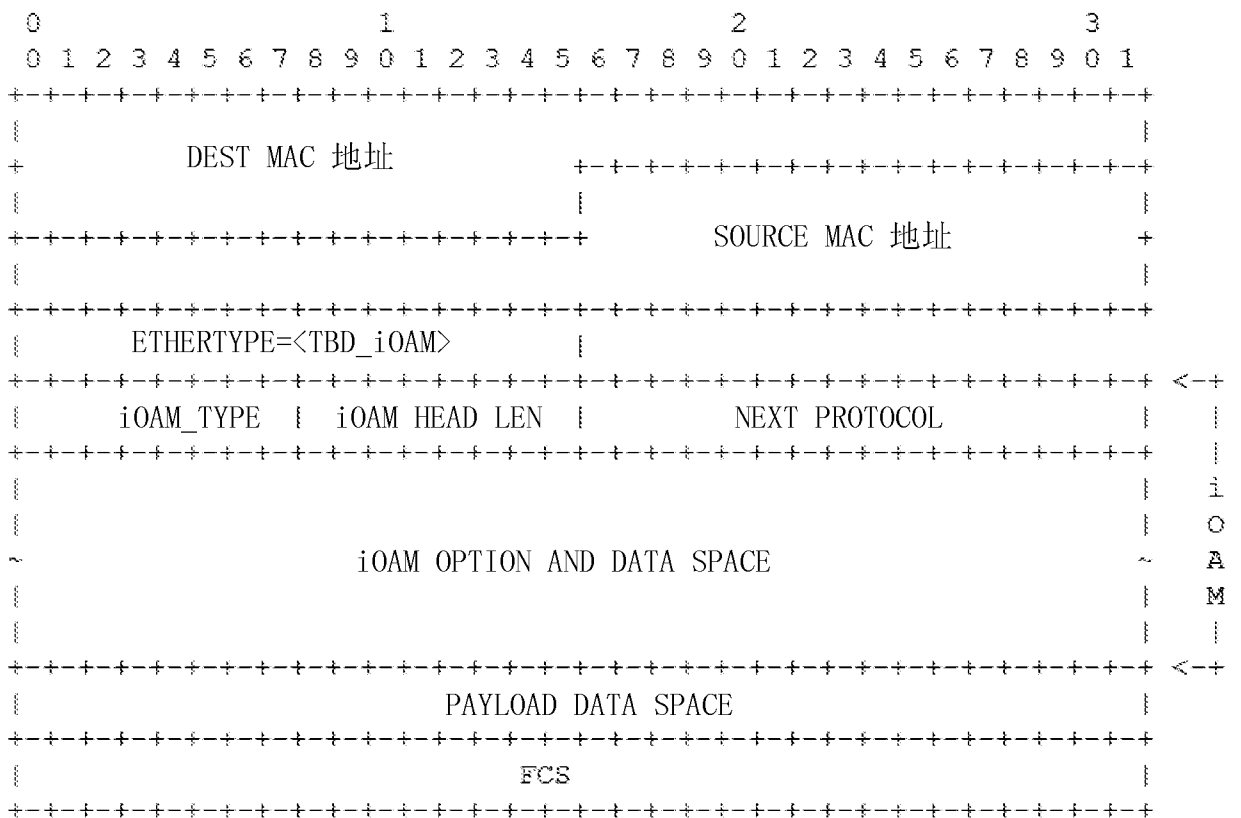 0 1 2 3
0 1 2 3 4 5 6 7 8 9 0 1 2 3 4 5 6 7 8 9 0 1 2 3 4 5 6 7 8 9 0 1
DEST MAC 地址
SOURCE MAC 地址
ETHERTYPE=<TBD_iOAM>
iOAM_TYPE iOAM HEAD LEN NEXT PROTOCOL
iOAM OPTION AND DATA SPACE
iOAM
PAYLOAD DATA SPACE
FCS